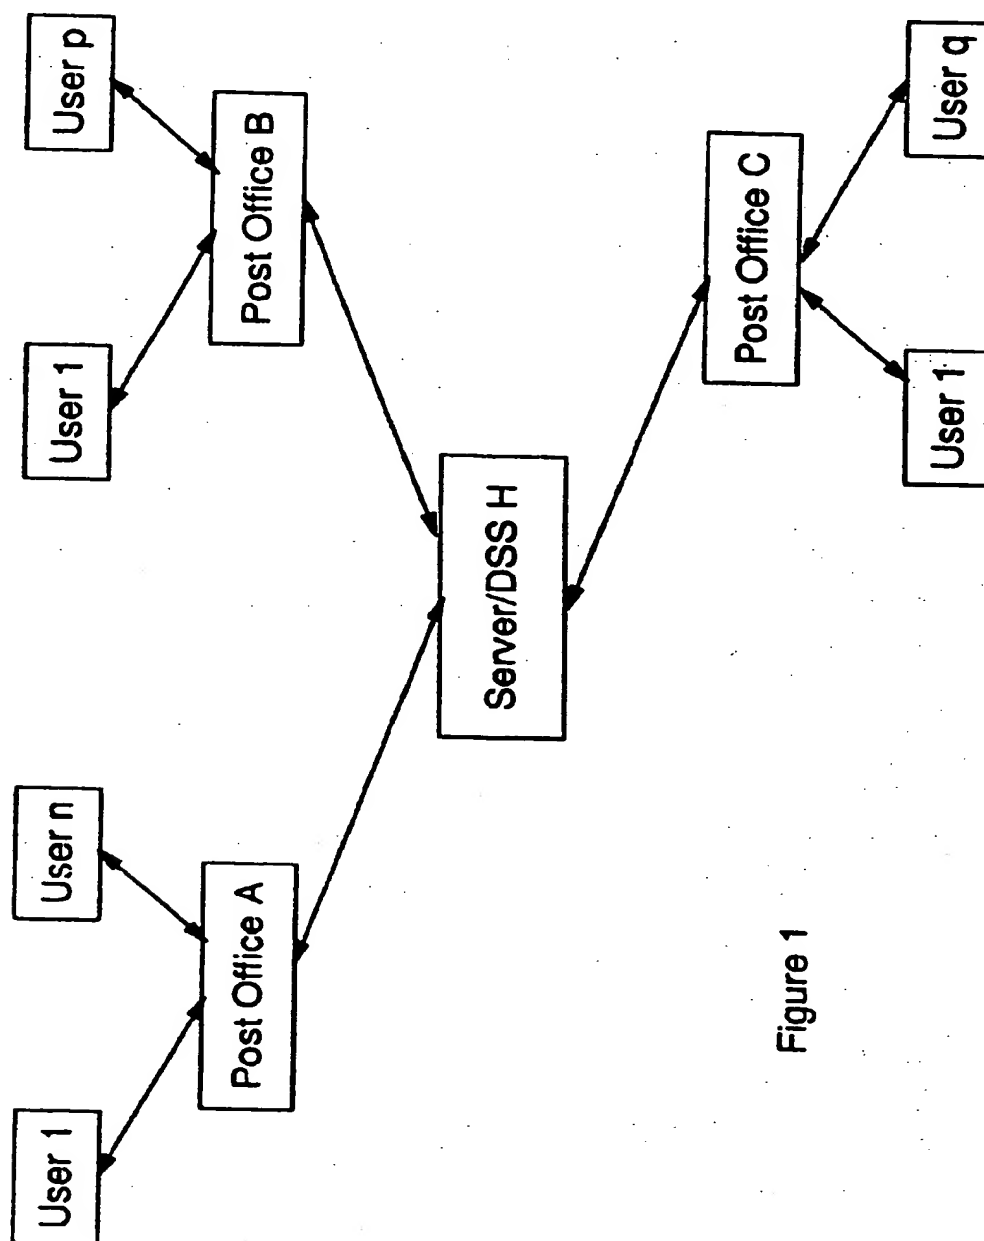 User 1
User n
User 1
User p
Post Office A
Post Office B
Server/DSS H
Post Office C
Figure 1
User 1
User q